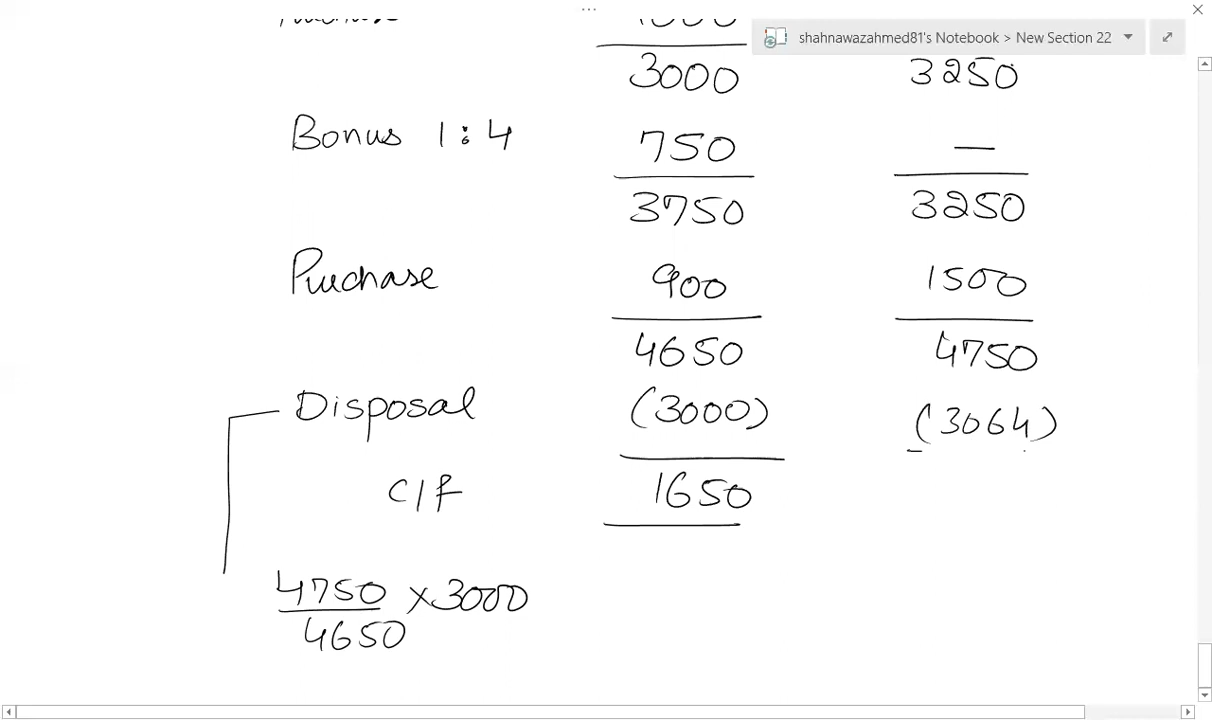 shahnawazahmed81's Notebook > New Section 22
3000 3250
Bonus 1:4 750 —
3750 3250
Purchase 900 1500
4650 4750
Disposal (3000) (3064)
C/F 1650
4750 × 3000
4650